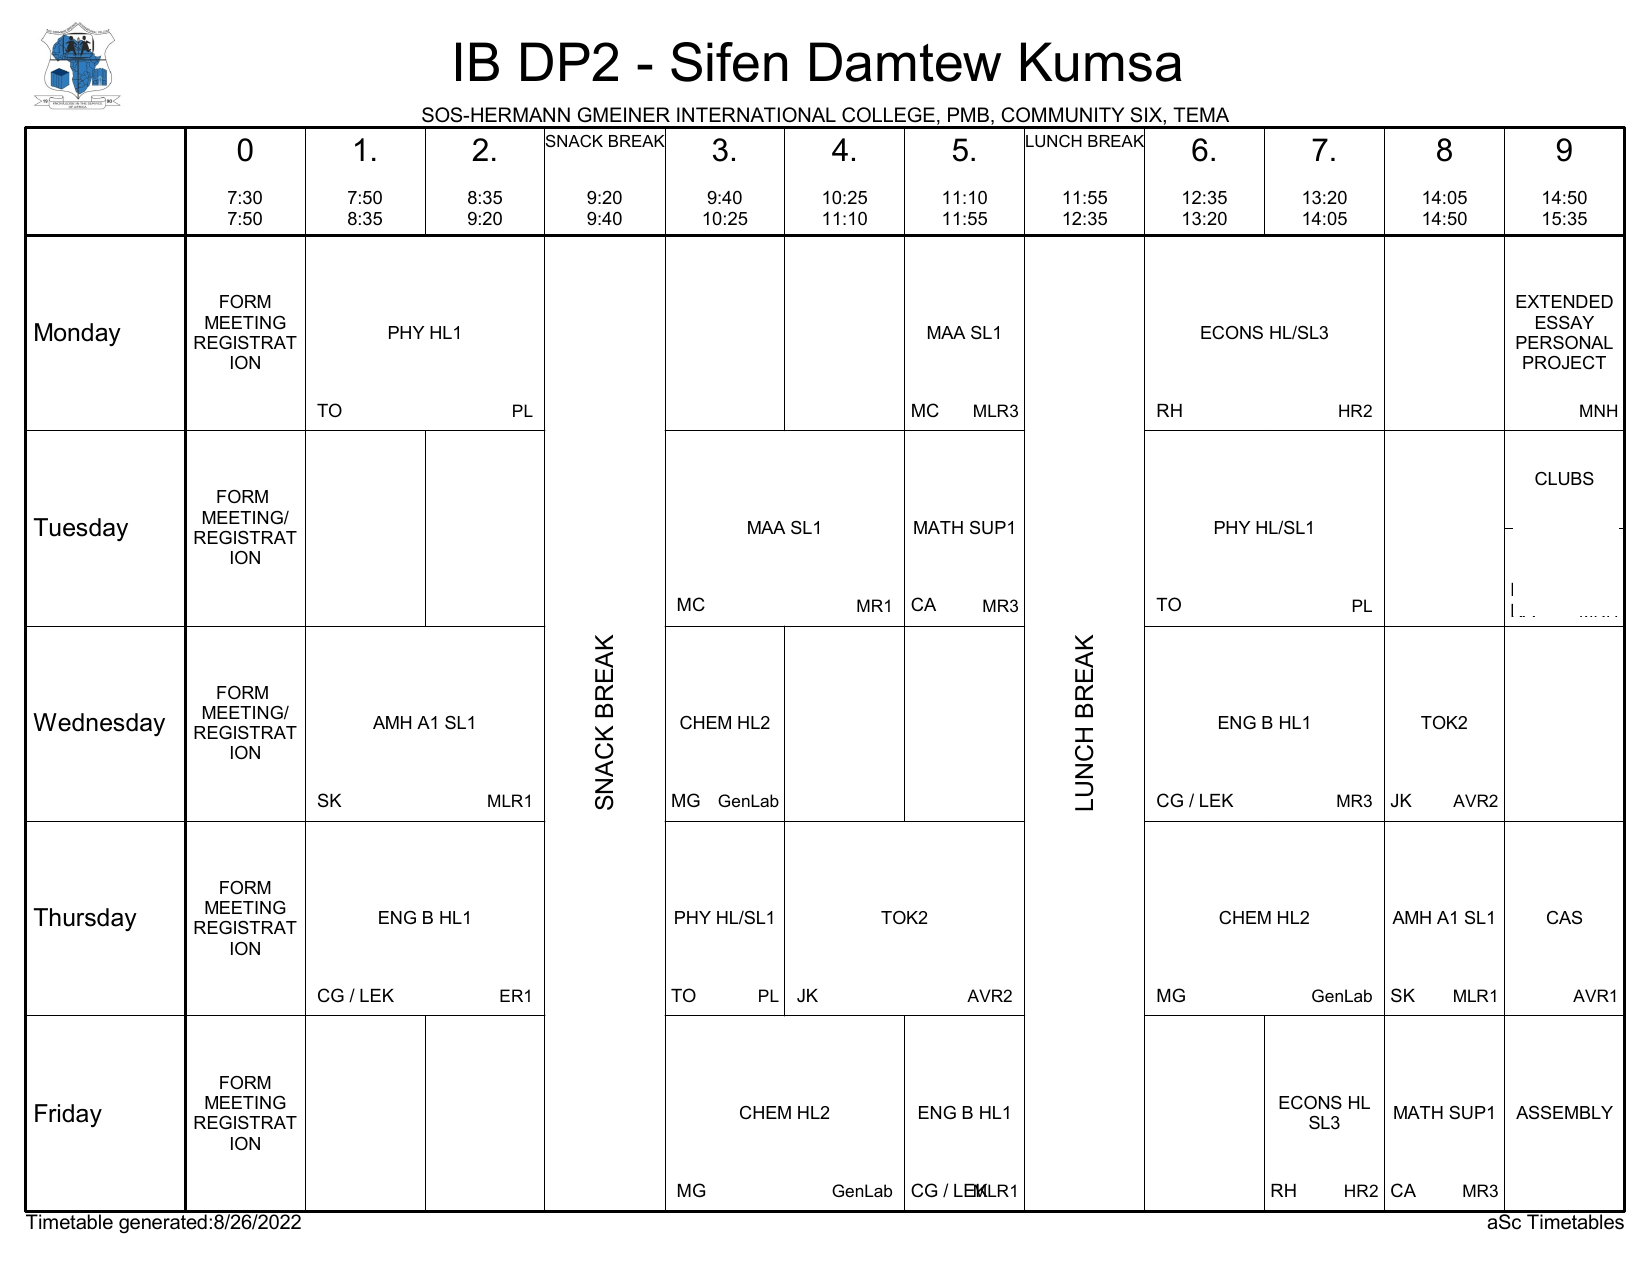 IB DP2 - Sifen Damtew Kumsa
SOS-HERMANN GMEINER INTERNATIONAL COLLEGE, PMB, COMMUNITY SIX, TEMA
0 1. 2. SNACK BREAK 3. 4. 5. LUNCH BREAK 6. 7. 8 9
7:30 7:50 8:35 9:20 9:40 10:25 11:10 11:55 12:35 13:20 14:05 14:50
7:50 8:35 9:20 9:40 10:25 11:10 11:55 12:35 13:20 14:05 14:50 15:35
Monday
FORM
MEETING
REGISTRAT
ION
PHY HL1
TO PL
MAA SL1
MC MLR3
ECONS HL/SL3
RH HR2
EXTENDED
ESSAY
PERSONAL
PROJECT
MNH
Tuesday
FORM
MEETING/
REGISTRAT
ION
MAA SL1
MC MR1
MATH SUP1
CA MR3
PHY HL/SL1
TO PL
CLUBS
SNACK BREAK
LUNCH BREAK
Wednesday
FORM
MEETING/
REGISTRAT
ION
AMH A1 SL1
SK MLR1
CHEM HL2
MG GenLab
ENG B HL1
CG / LEK MR3
TOK2
JK AVR2
Thursday
FORM
MEETING
REGISTRAT
ION
ENG B HL1
CG / LEK ER1
PHY HL/SL1
TO PL
TOK2
JK AVR2
CHEM HL2
MG GenLab
AMH A1 SL1
SK MLR1
CAS
AVR1
Friday
FORM
MEETING
REGISTRAT
ION
CHEM HL2
MG GenLab
ENG B HL1
CG / LEK MLR1
ECONS HL
SL3
RH HR2
MATH SUP1
CA MR3
ASSEMBLY
Timetable generated:8/26/2022
aSc Timetables